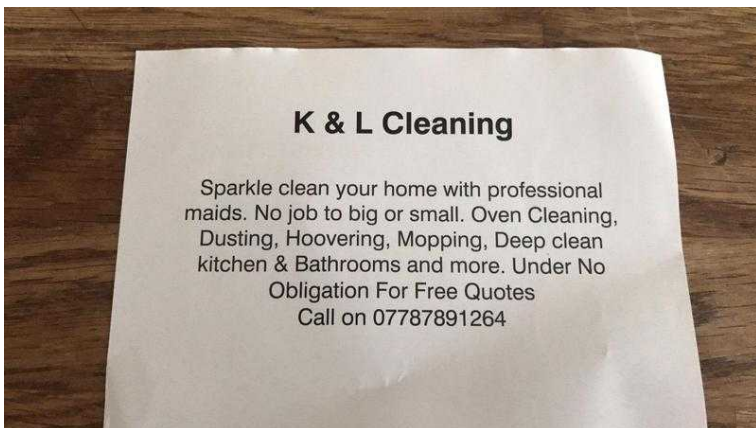 K & L Cleaning
Sparkle clean your home with professional
maids. No job to big or small. Oven Cleaning,
Dusting, Hoovering, Mopping, Deep clean
kitchen & Bathrooms and more. Under No
Obligation For Free Quotes
Call on 07787891264